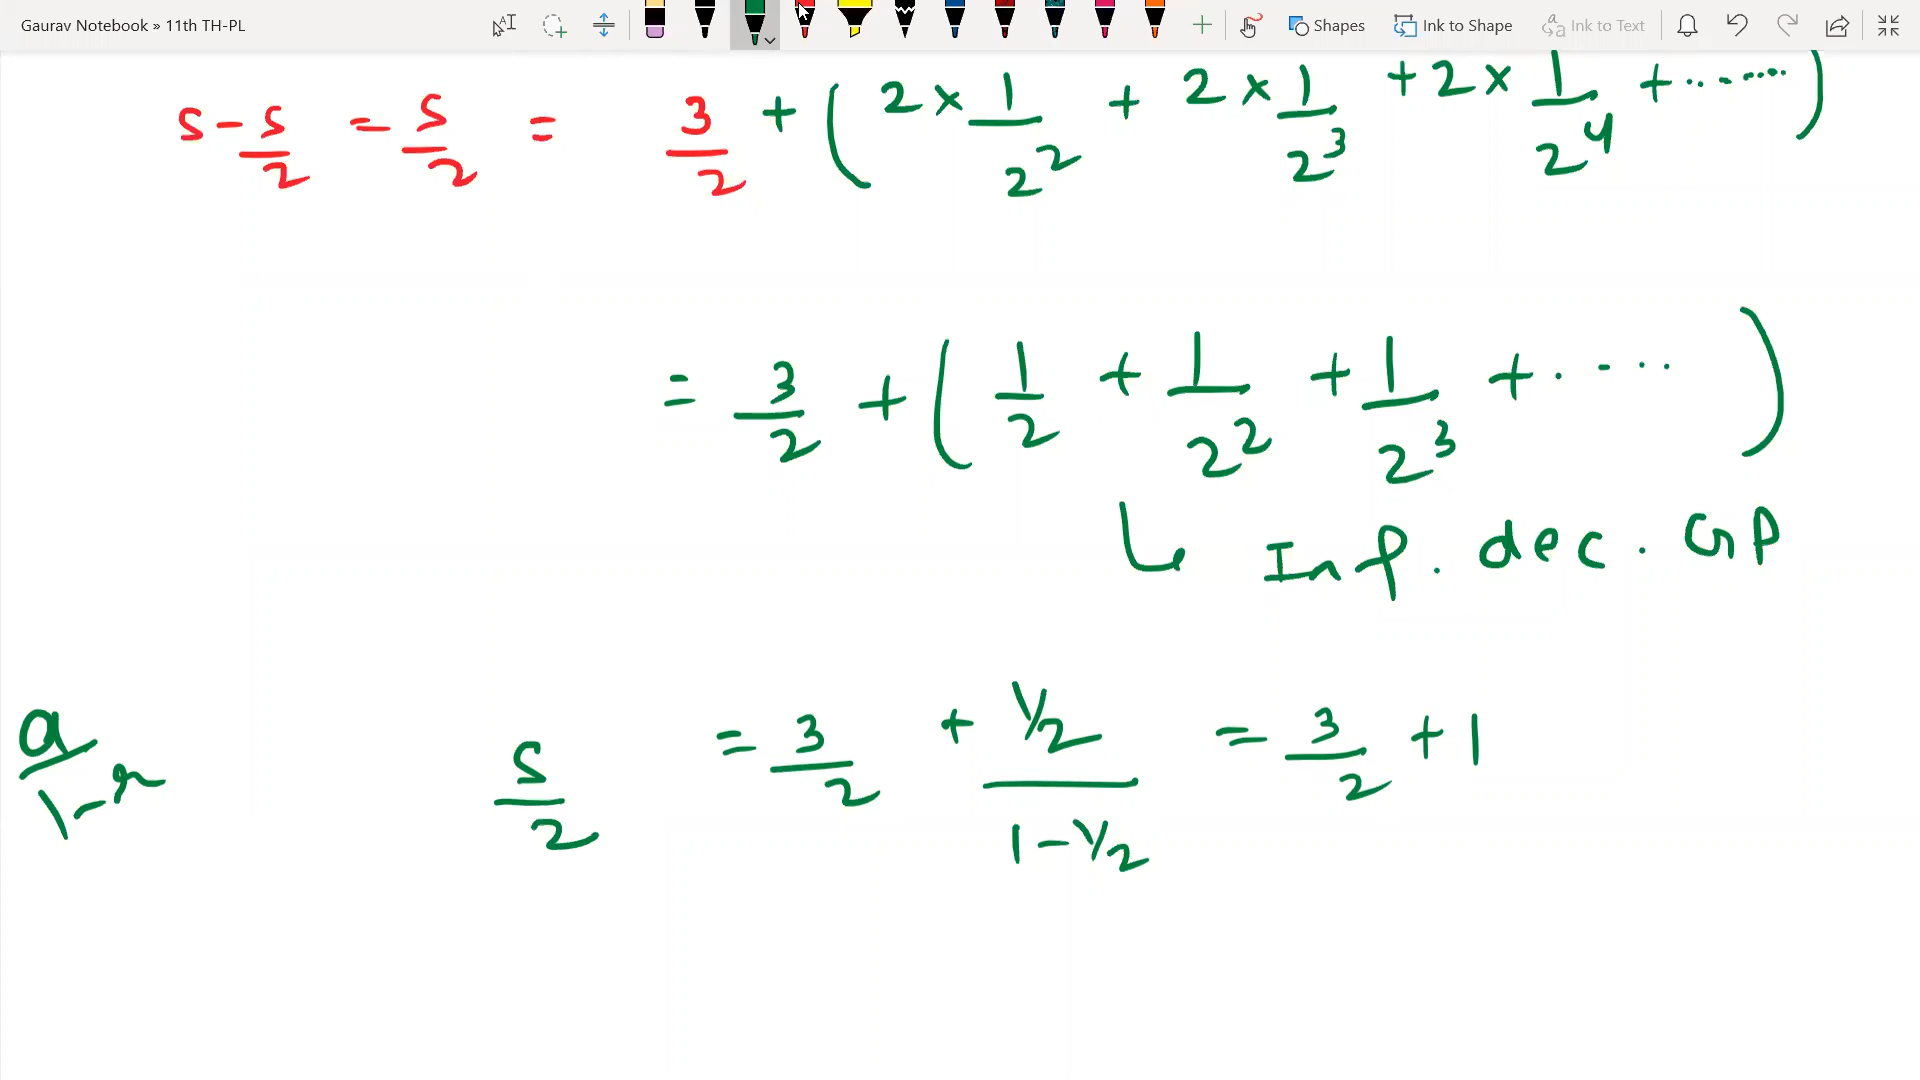 Gaurav Notebook » 11th TH-PL Shapes Ink to Shape Ink to Text
S - S/2 = S/2 = 3/2 + (2 × 1/2^2 + 2 × 1/2^3 + 2 × 1/2^4 + .......)
= 3/2 + (1/2 + 1/2^2 + 1/2^3 + .....)
Inf. dec. GP
a/1-r
S/2 = 3/2 + 1/2/1-1/2 = 3/2 + 1